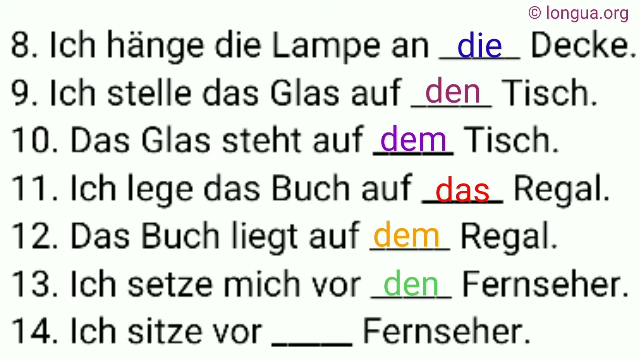 © longua.org
8. Ich hänge die Lampe an die Decke.
9. Ich stelle das Glas auf den Tisch.
10. Das Glas steht auf dem Tisch.
11. Ich lege das Buch auf das Regal.
12. Das Buch liegt auf dem Regal.
13. Ich setze mich vor den Fernseher.
14. Ich sitze vor _____ Fernseher.